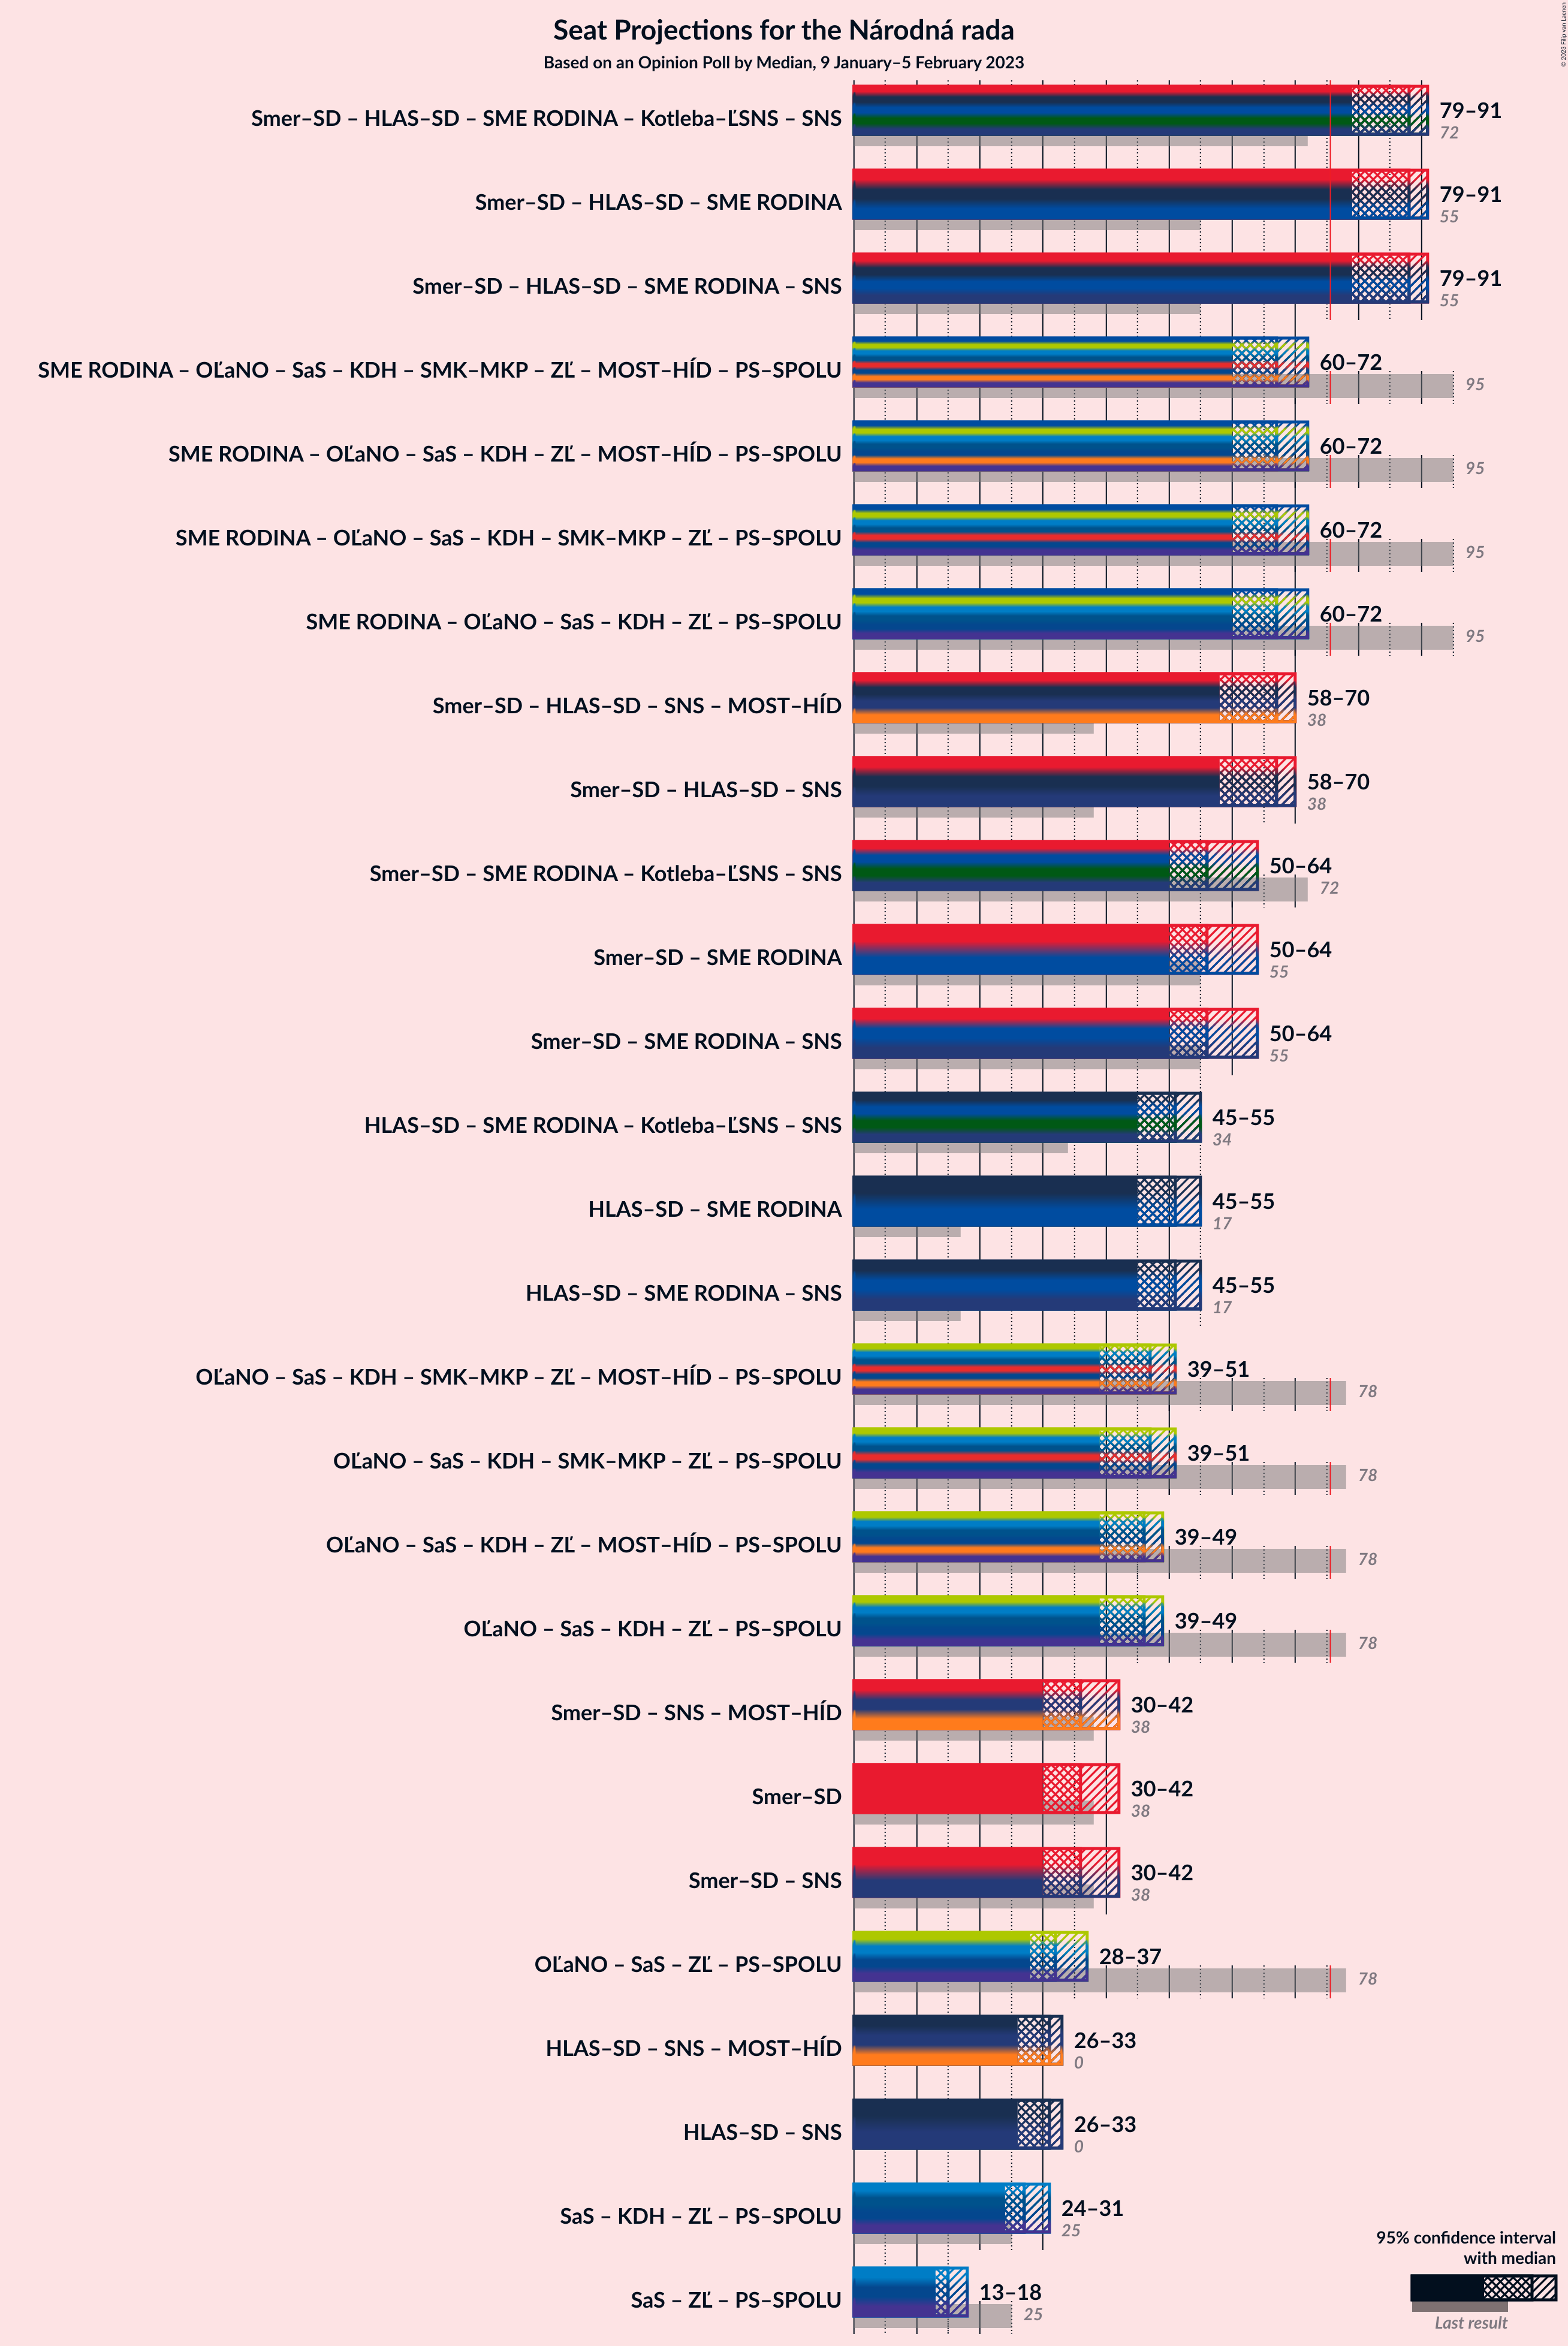 Seat Projections for the Národná rada
Based on an Opinion Poll by Median, 9 January–5 February 2023
© 2023 Filip van Laenen
Smer–SD – HLAS–SD – SME RODINA – Kotleba–ĽSNS – SNS
79–91
72
Smer–SD – HLAS–SD – SME RODINA
79–91
55
Smer–SD – HLAS–SD – SME RODINA – SNS
79–91
55
SME RODINA – OĽaNO – SaS – KDH – SMK–MKP – ZĽ – MOST–HÍD – PS–SPOLU
60–72
95
SME RODINA – OĽaNO – SaS – KDH – ZĽ – MOST–HÍD – PS–SPOLU
60–72
95
SME RODINA – OĽaNO – SaS – KDH – SMK–MKP – ZĽ – PS–SPOLU
60–72
95
SME RODINA – OĽaNO – SaS – KDH – ZĽ – PS–SPOLU
60–72
95
Smer–SD – HLAS–SD – SNS – MOST–HÍD
58–70
38
Smer–SD – HLAS–SD – SNS
58–70
38
Smer–SD – SME RODINA – Kotleba–ĽSNS – SNS
50–64
72
Smer–SD – SME RODINA
50–64
55
Smer–SD – SME RODINA – SNS
50–64
55
HLAS–SD – SME RODINA – Kotleba–ĽSNS – SNS
45–55
34
HLAS–SD – SME RODINA
45–55
17
HLAS–SD – SME RODINA – SNS
45–55
17
OĽaNO – SaS – KDH – SMK–MKP – ZĽ – MOST–HÍD – PS–SPOLU
39–51
78
OĽaNO – SaS – KDH – SMK–MKP – ZĽ – PS–SPOLU
39–51
78
OĽaNO – SaS – KDH – ZĽ – MOST–HÍD – PS–SPOLU
39–49
78
OĽaNO – SaS – KDH – ZĽ – PS–SPOLU
39–49
78
Smer–SD – SNS – MOST–HÍD
30–42
38
Smer–SD
30–42
38
Smer–SD – SNS
30–42
38
OĽaNO – SaS – ZĽ – PS–SPOLU
28–37
78
HLAS–SD – SNS – MOST–HÍD
26–33
0
HLAS–SD – SNS
26–33
0
SaS – KDH – ZĽ – PS–SPOLU
24–31
25
SaS – ZĽ – PS–SPOLU
13–18
25
95% confidence interval
with median
Last result